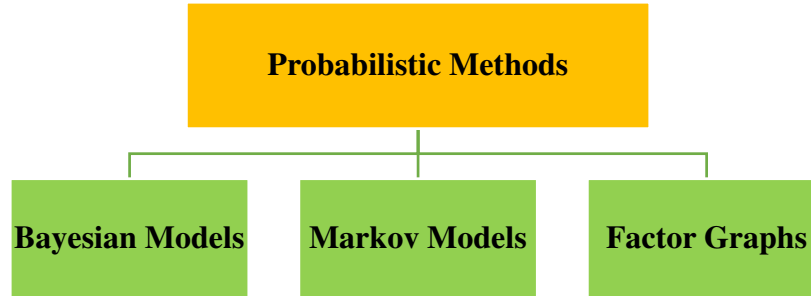 Probabilistic Methods
Bayesian Models
Markov Models
Factor Graphs